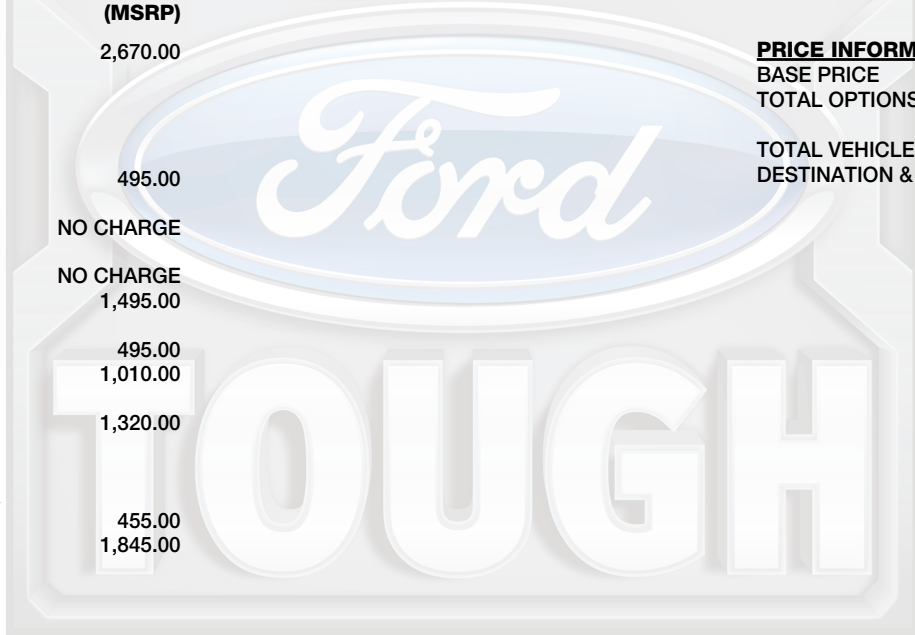 (MSRP)
2,670.00
495.00
NO CHARGE
NO CHARGE
1,495.00
495.00
1,010.00
1,320.00
455.00
1,845.00
PRICE INFORM
BASE PRICE
TOTAL OPTIONS
TOTAL VEHICLE
DESTINATION &
Ford
TOUGH